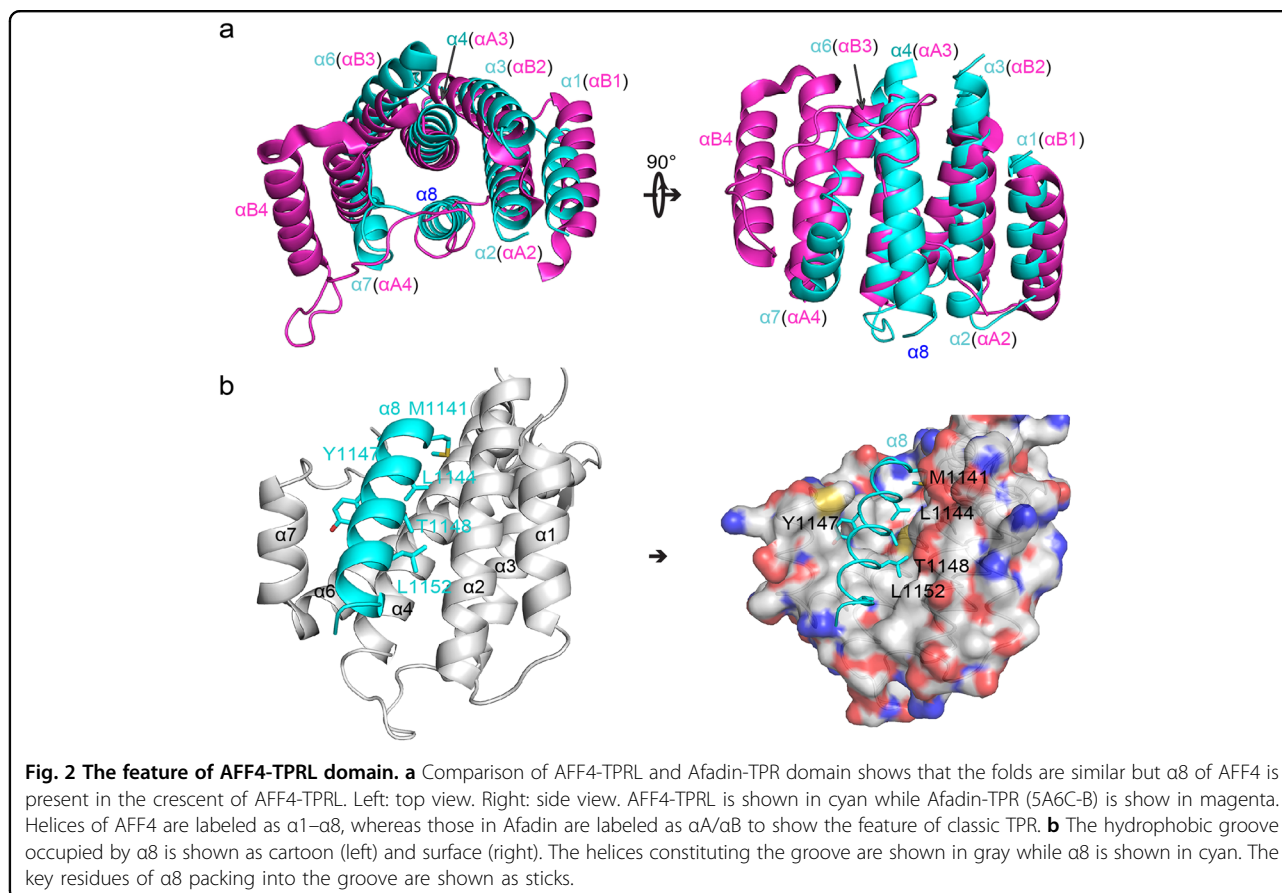 a
α4(αA3)
α6(αB3)
α3(αB2)
α1(αB1)
αB4
α8
α2(αA2)
α7(αA4)
90°
α6(αB3)
α4(αA3)
α3(αB2)
α1(αB1)
αB4
α7(αA4)
α2(αA2)
α8
b
α8 M1141
Y1147
L1144
T1148
L1152
α7
α6
α4
α2
α3
α1
α8
M1141
L1144
Y1147
T1148
L1152
Fig. 2 The feature of AFF4-TPRL domain. a Comparison of AFF4-TPRL and Afadin-TPR domain shows that the folds are similar but α8 of AFF4 is
present in the crescent of AFF4-TPRL. Left: top view. Right: side view. AFF4-TPRL is shown in cyan while Afadin-TPR (5A6C-B) is show in magenta.
Helices of AFF4 are labeled as α1–α8, whereas those in Afadin are labeled as αA/αB to show the feature of classic TPR. b The hydrophobic groove
occupied by α8 is shown as cartoon (left) and surface (right). The helices constituting the groove are shown in gray while α8 is shown in cyan. The
key residues of α8 packing into the groove are shown as sticks.